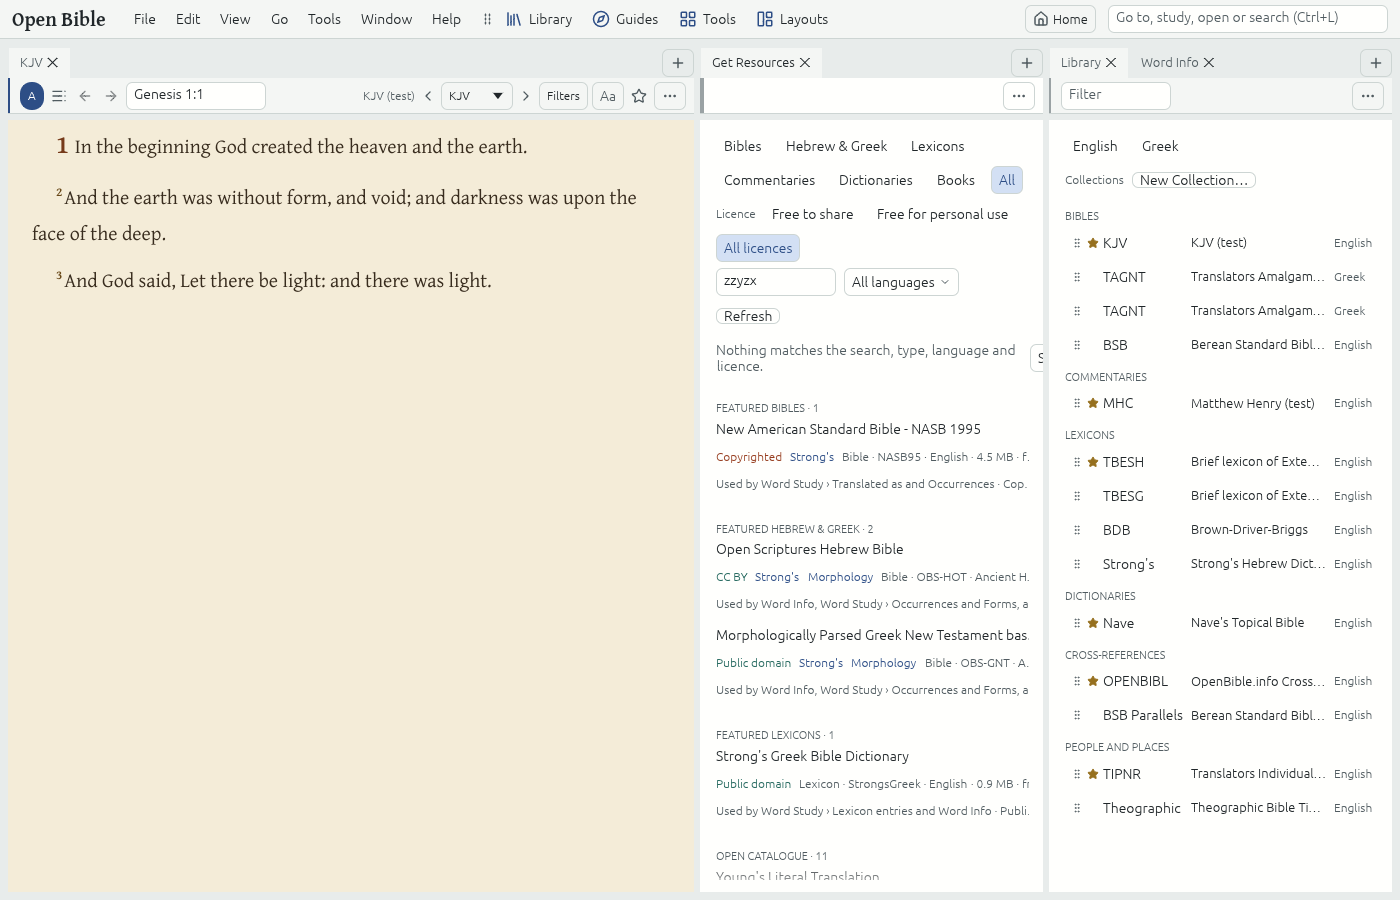 Open Bible File Edit View Go Tools Window Help Library Guides Tools Layouts Home Go to, study, open or search (Ctrl+L)
KJV
A Genesis 1:1 KJV (test) KJV Filters Aa
1 In the beginning God created the heaven and the earth.
2 And the earth was without form, and void; and darkness was upon the
face of the deep.
3 And God said, Let there be light: and there was light.
Get Resources
Bibles Hebrew & Greek Lexicons
Commentaries Dictionaries Books All
Licence Free to share Free for personal use
All licences
zzyzx All languages
Refresh
Nothing matches the search, type, language and
licence.
FEATURED BIBLES · 1
New American Standard Bible - NASB 1995
Copyrighted Strong's Bible · NASB95 · English · 4.5 MB · f.
Used by Word Study › Translated as and Occurrences · Cop.
FEATURED HEBREW & GREEK · 2
Open Scriptures Hebrew Bible
CC BY Strong's Morphology Bible · OBS-HOT · Ancient H.
Used by Word Info, Word Study › Occurrences and Forms, a
Morphologically Parsed Greek New Testament bas.
Public domain Strong's Morphology Bible · OBS-GNT · A.
Used by Word Info, Word Study › Occurrences and Forms, a
FEATURED LEXICONS · 1
Strong's Greek Bible Dictionary
Public domain Lexicon · StrongsGreek · English · 0.9 MB · fr
Used by Word Study › Lexicon entries and Word Info · Publi.
OPEN CATALOGUE · 11
Young's Literal Translation
Library Word Info
Filter
English Greek
Collections New Collection…
BIBLES
KJV KJV (test) English
TAGNT Translators Amalgam… Greek
TAGNT Translators Amalgam… Greek
BSB Berean Standard Bibl… English
COMMENTARIES
MHC Matthew Henry (test) English
LEXICONS
TBESH Brief lexicon of Exte… English
TBESG Brief lexicon of Exte… English
BDB Brown-Driver-Briggs English
Strong's Strong's Hebrew Dict… English
DICTIONARIES
Nave Nave's Topical Bible English
CROSS-REFERENCES
OPENBIBL OpenBible.info Cross… English
BSB Parallels Berean Standard Bibl… English
PEOPLE AND PLACES
TIPNR Translators Individual… English
Theographic Theographic Bible Ti… English